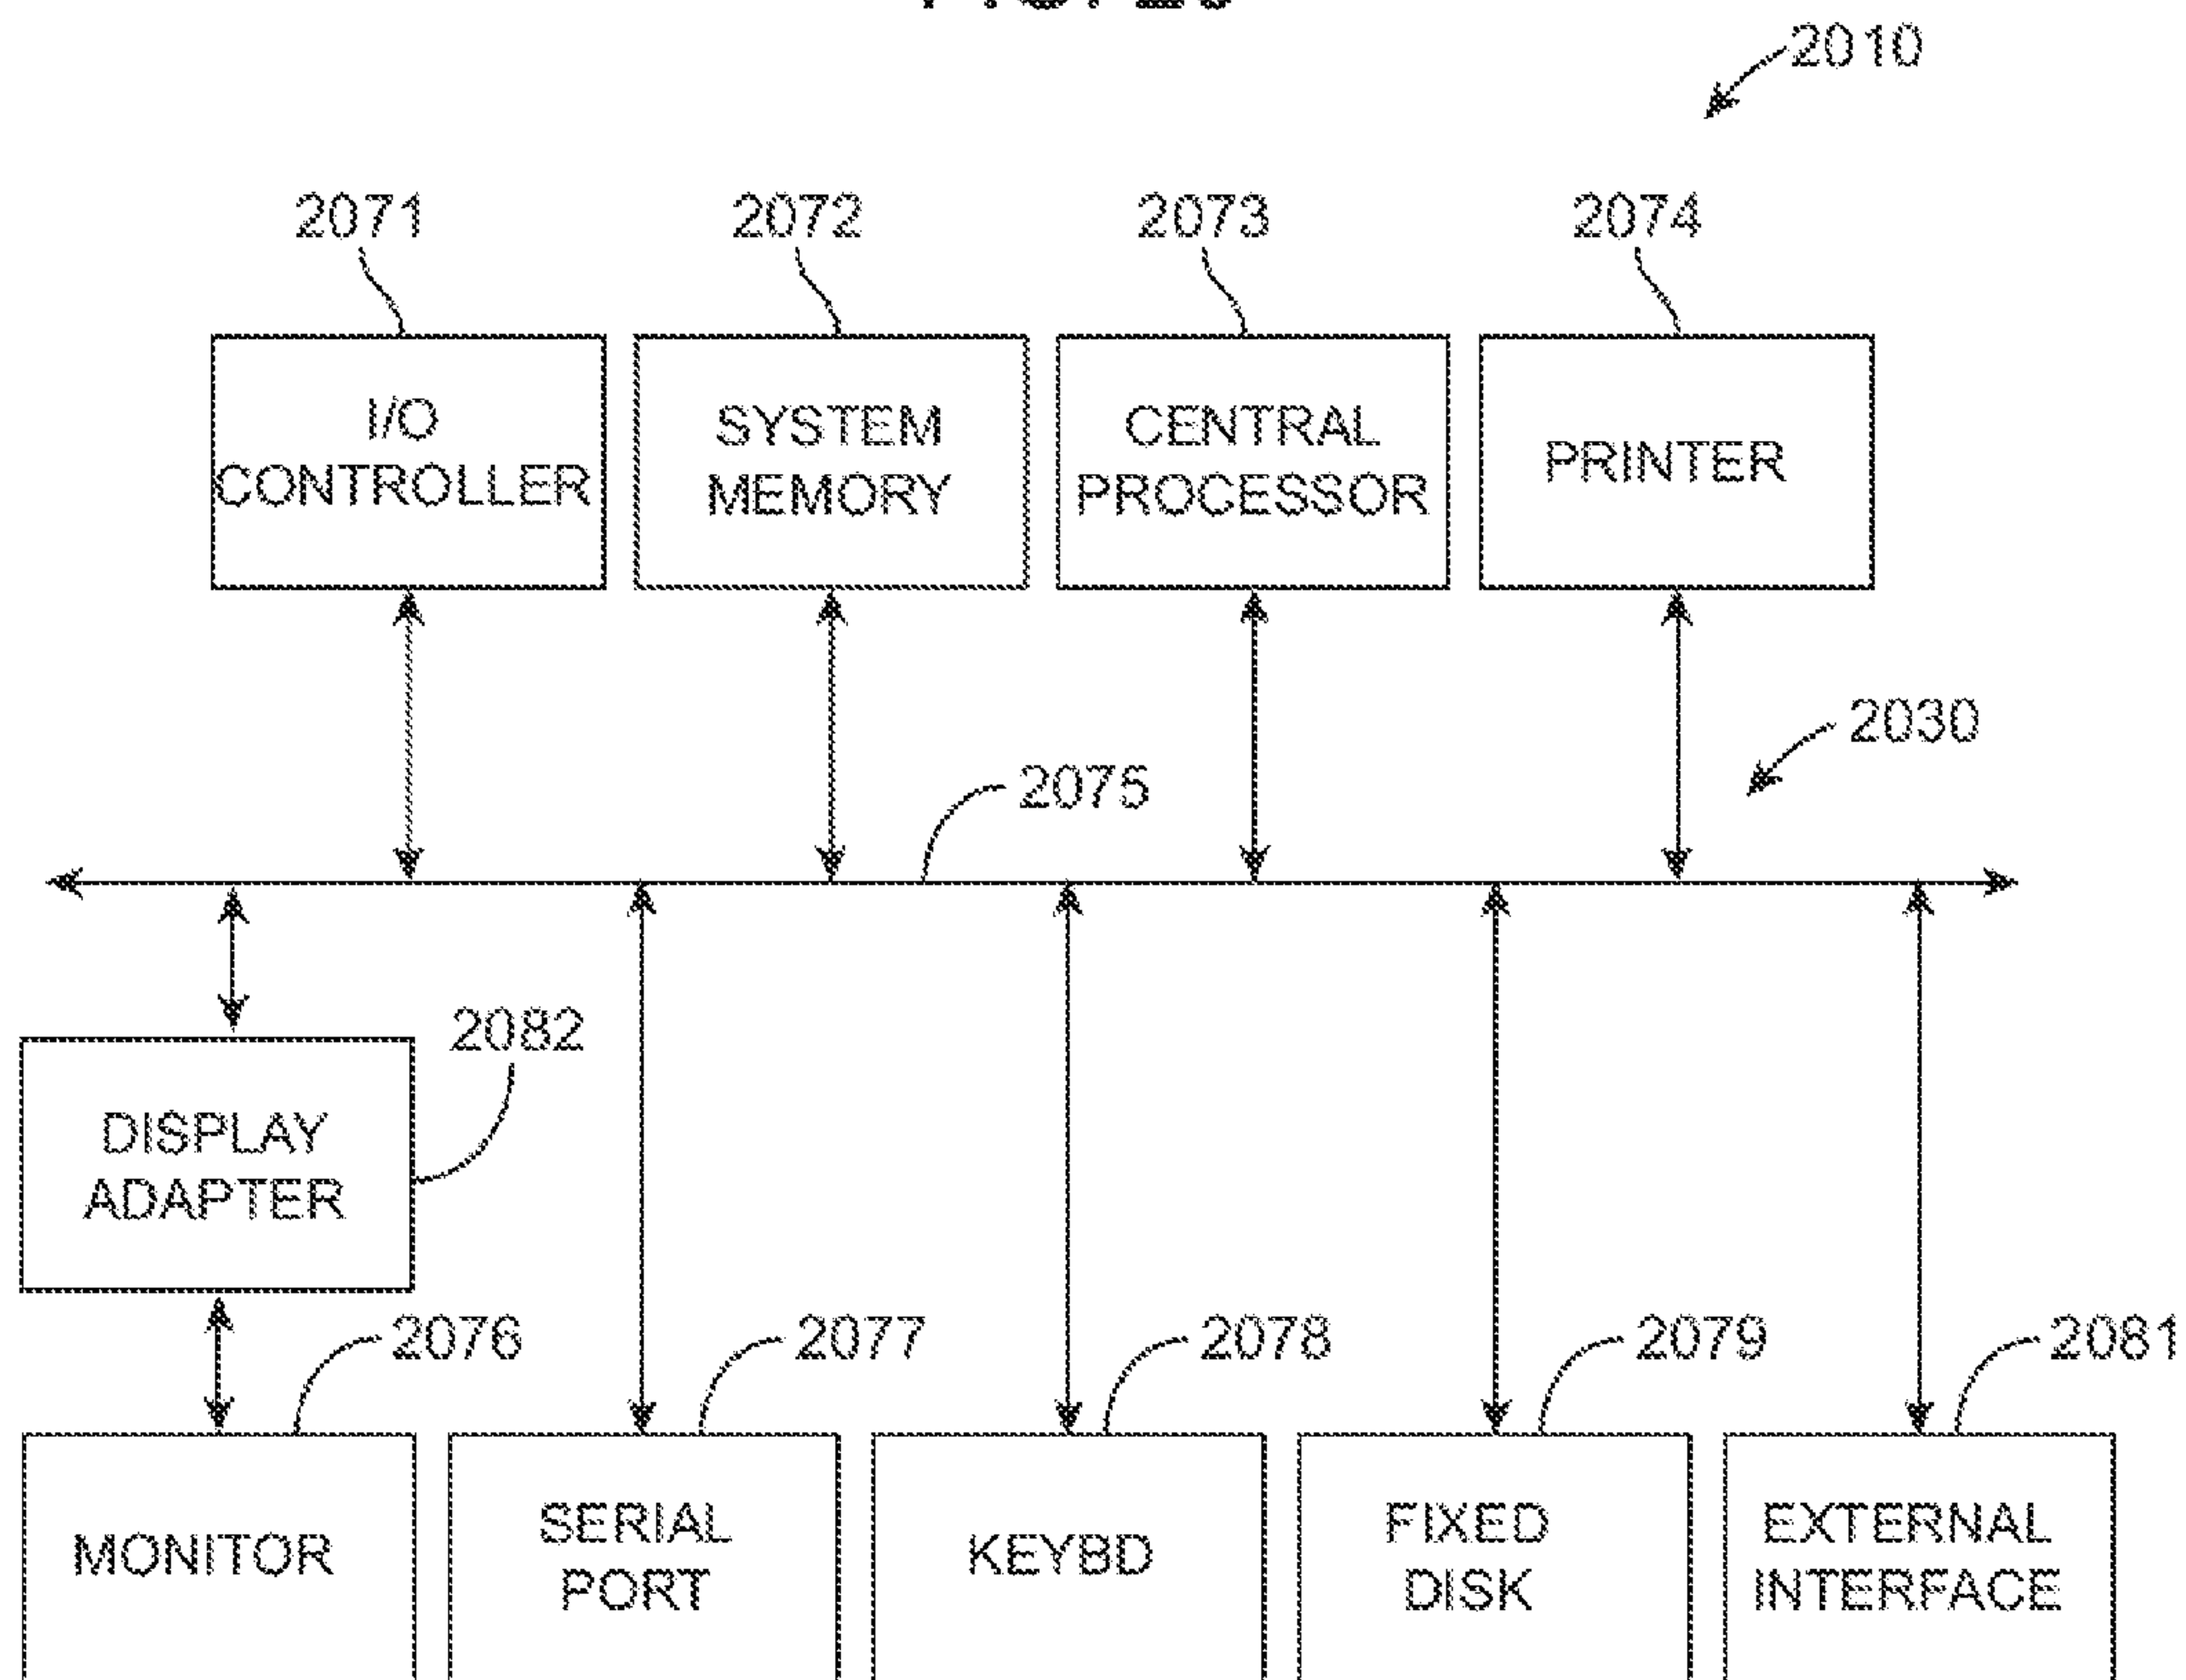 2010
2071 2072 2073 2074
I/O
CONTROLLER
SYSTEM
MEMORY
CENTRAL
PROCESSOR
PRINTER
2030
2075
2082
DISPLAY
ADAPTER
2076 2077 2078 2079 2081
MONITOR
SERIAL
PORT
KEYBD
FIXED
DISK
EXTERNAL
INTERFACE